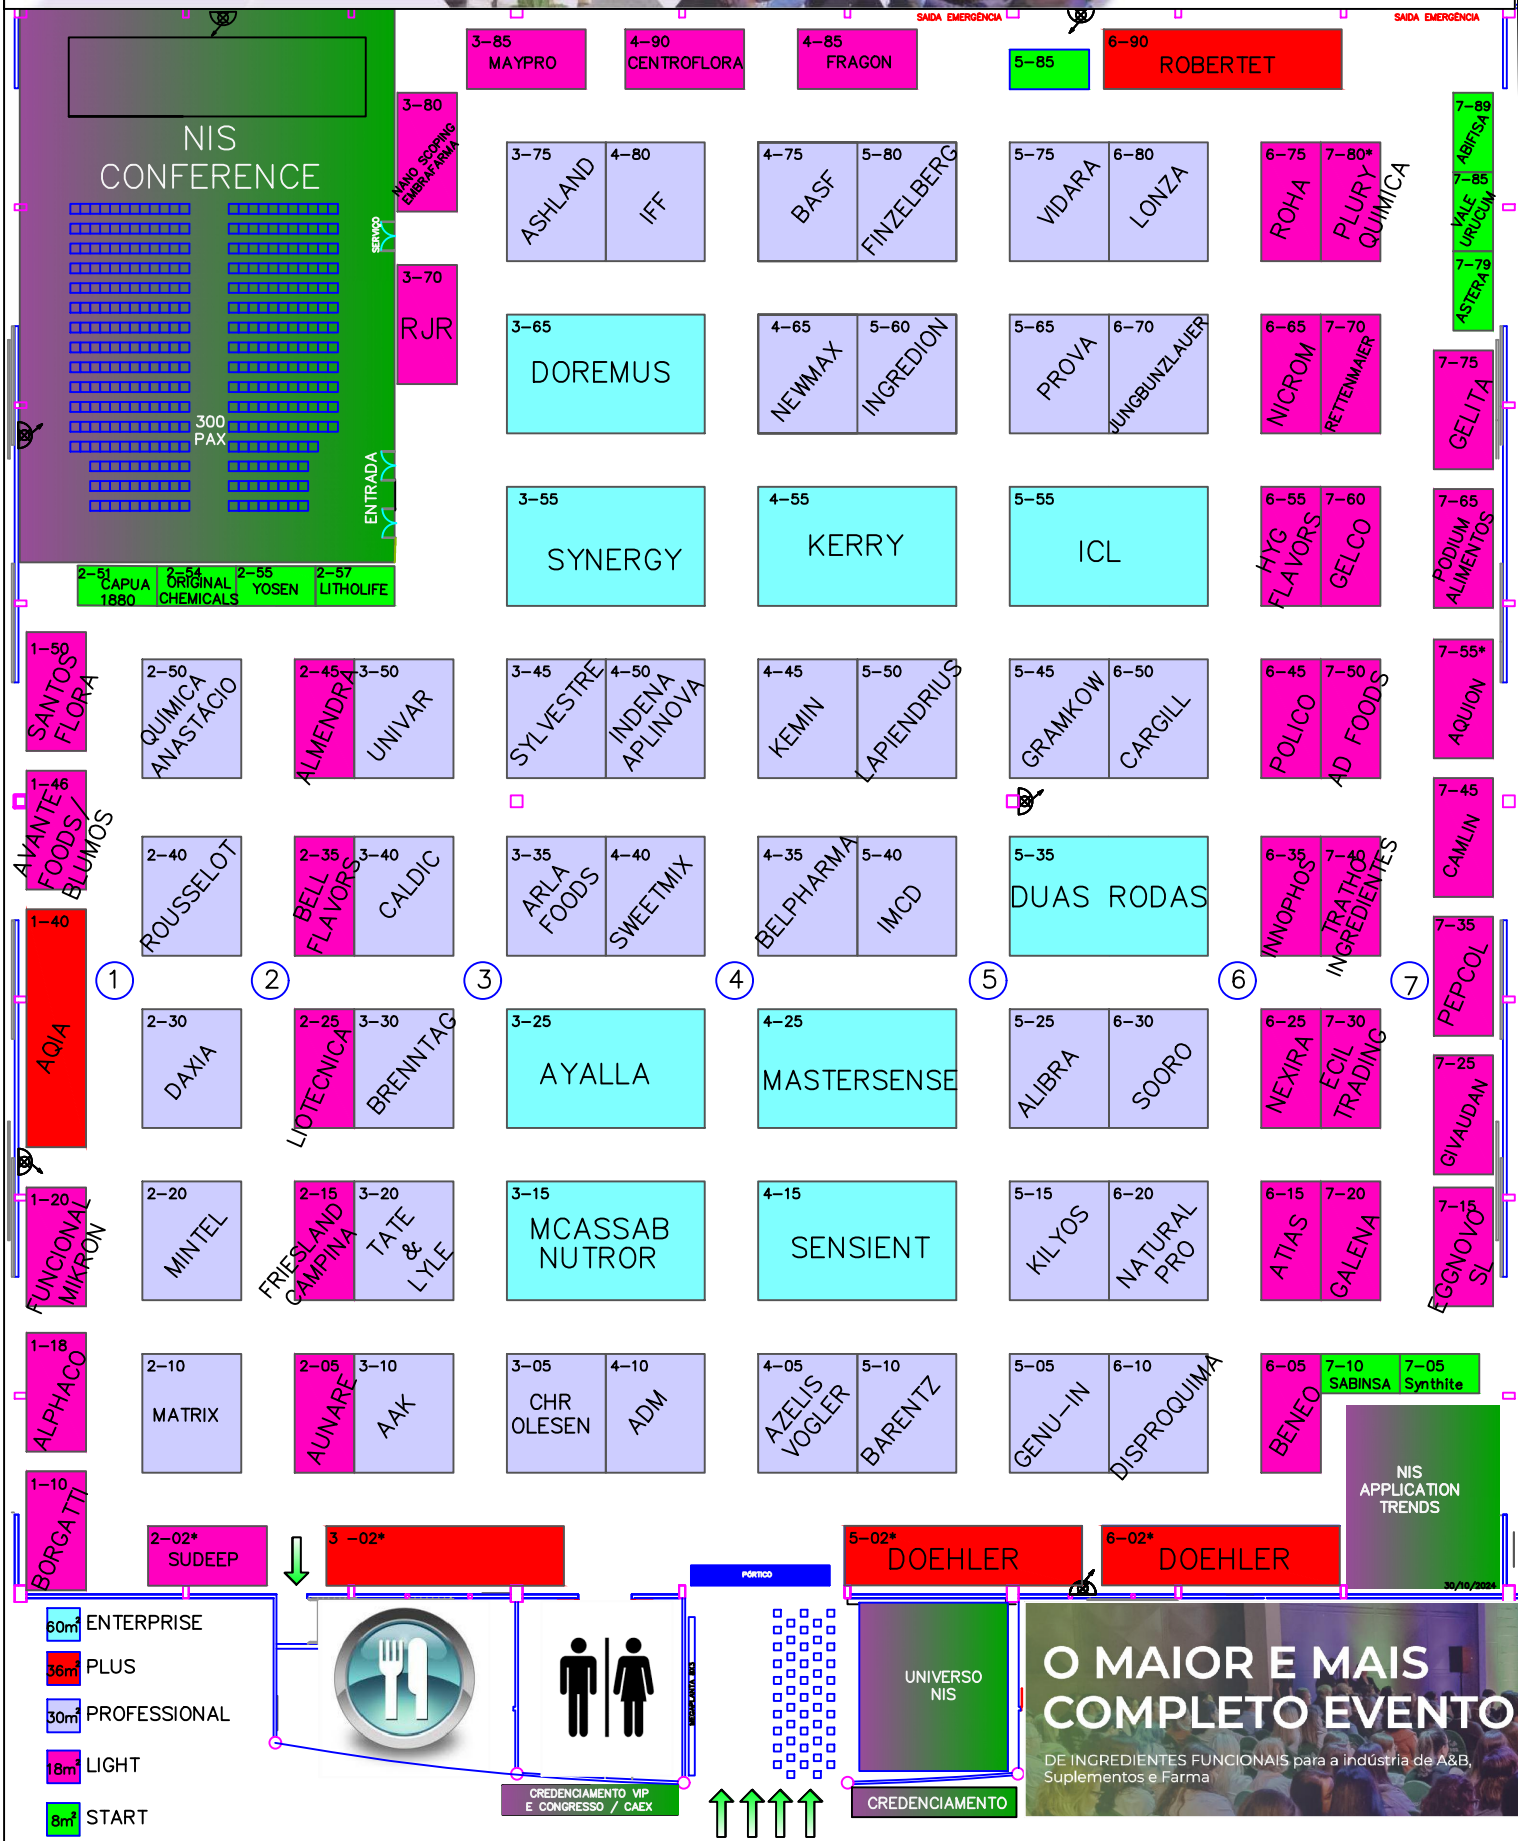 SAIDA EMERGÊNCIA
SAIDA EMERGÊNCIA
3-85
MAYPRO
4-90
CENTROFLORA
4-85
FRAGON
5-85
6-90
ROBERTET
NIS
CONFERENCE
3-80
NANO SCOPING
EMBRAFARMA
SERVIÇO
3-70
RJR
300
PAX
ENTRADA
3-75
ASHLAND
4-80
IFF
4-75
BASF
5-80
FINZELBERG
5-75
VIDARA
6-80
LONZA
6-75
ROHA
7-80*
PLURY
QUIMICA
7-89
ABIFISA
7-85
VALE
URUCUM
7-79
ASTERA
3-65
DOREMUS
4-65
NEWMAX
5-60
INGREDION
5-65
PROVA
6-70
JUNGBUNZLAUER
6-65
NICROM
7-70
RETTENMAIER
7-75
GELITA
3-55
SYNERGY
4-55
KERRY
5-55
ICL
6-55
HYG
FLAVORS
7-60
GELCO
7-65
PODIUM
ALIMENTOS
2-51
CAPUA
1880
2-54
ORIGINAL
CHEMICALS
2-55
YOSEN
2-57
LITHOLIFE
1-50
SANTOS
FLORA
2-50
QUÍMICA
ANASTÁCIO
2-45
ALMENDRA
3-50
UNIVAR
3-45
SYLVESTRE
4-50
INDENA
APLINOVA
4-45
KEMIN
5-50
LAPIENDRIUS
5-45
GRAMKOW
6-50
CARGILL
6-45
POLICO
7-50
AD FOODS
7-55*
AQUION
1-46
AVANTE
FOODS/
BLUMOS
2-40
ROUSSELOT
2-35
BELL
FLAVORS
3-40
CALDIC
3-35
ARLA
FOODS
4-40
SWEETMIX
4-35
BELPHARMA
5-40
IMCD
5-35
DUAS RODAS
6-35
INNOPHOS
7-40
TRATHO
INGREDIENTES
7-45
CAMLIN
1-40
AQIA
1
2
3
4
5
6
7
7-35
PEPCOL
2-30
DAXIA
2-25
LIOTECNICA
3-30
BRENNTAG
3-25
AYALLA
4-25
MASTERSENSE
5-25
ALIBRA
6-30
SOORO
6-25
NEXIRA
7-30
ECIL
TRADING
7-25
GIVAUDAN
1-20
FUNCIONAL
MIKRON
2-20
MINTEL
2-15
FRIESLAND
CAMPINA
3-20
TATE
&
LYLE
3-15
MCASSAB
NUTROR
4-15
SENSIENT
5-15
KILYOS
6-20
NATURAL
PRO
6-15
ATIAS
7-20
GALENA
7-15
EGGNOVO
SL
1-18
ALPHACO
2-10
MATRIX
2-05
AUNARE
3-10
AAK
3-05
CHR
OLESEN
4-10
ADM
4-05
AZELIS
VOGLER
5-10
BARENTZ
5-05
GENU-IN
6-10
DISPROQUIMA
6-05
BENEO
7-10
SABINSA
7-05
Synthite
NIS
APPLICATION
TRENDS
30/10/2024
1-10
BORGATTI
2-02*
SUDEEP
3 -02*
PÓRTICO
5-02*
DOEHLER
6-02*
DOEHLER
60m² ENTERPRISE
36m² PLUS
30m² PROFESSIONAL
18m² LIGHT
8m² START
UNIVERSO
NIS
CREDENCIAMENTO VIP
E CONGRESSO / CAEX
CREDENCIAMENTO
O MAIOR E MAIS
COMPLETO EVENTO
DE INGREDIENTES FUNCIONAIS para a indústria de A&B,
Suplementos e Farma